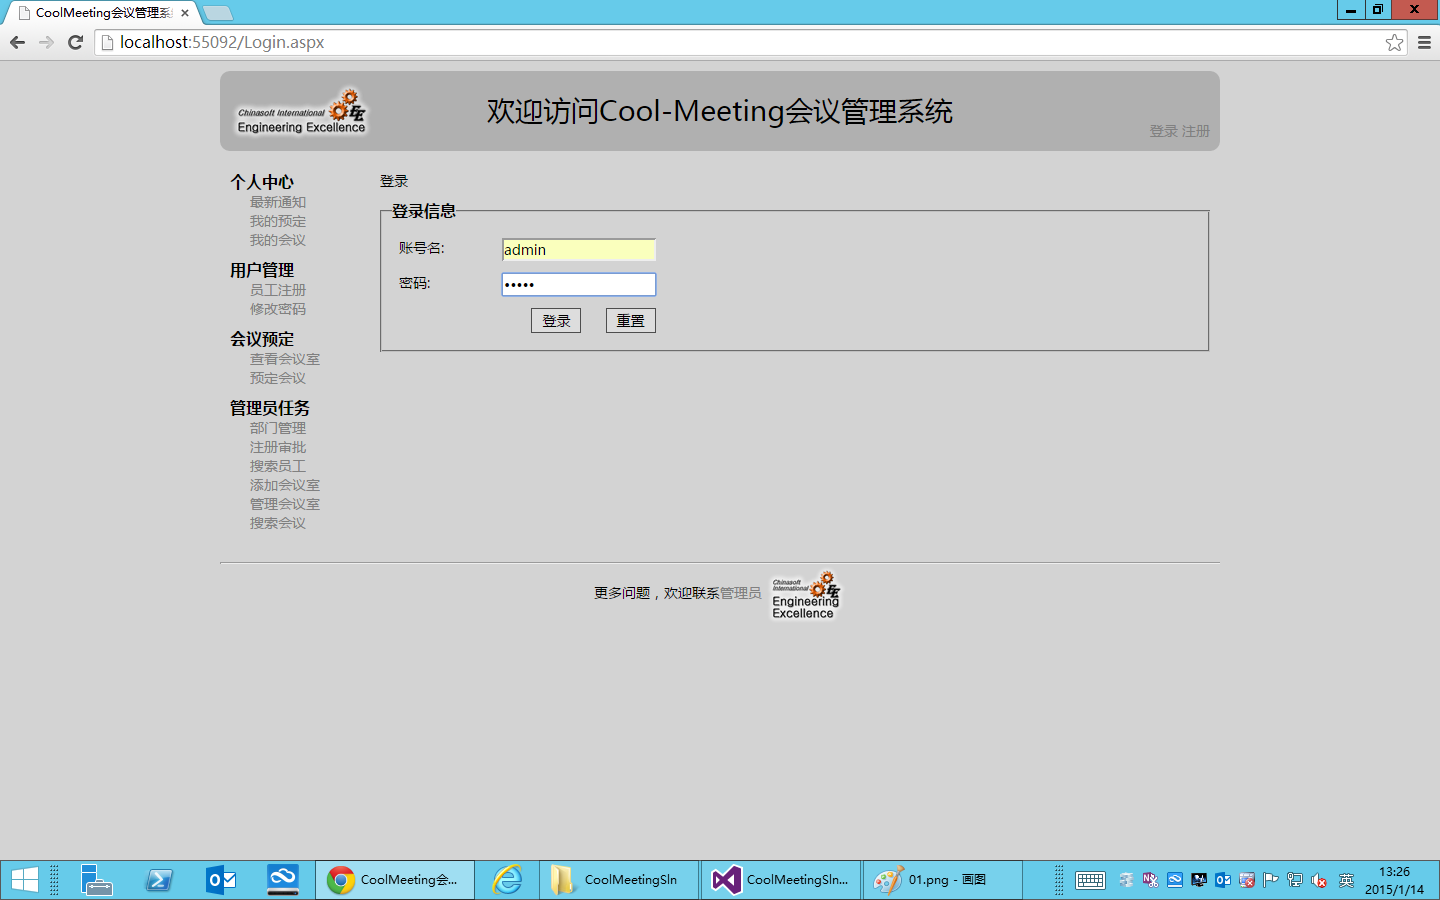 CoolMeeting会议管理系
localhost:55092/Login.aspx
Chinasoft International
Engineering Excellence
欢迎访问Cool-Meeting会议管理系统
登录 注册
个人中心
最新通知
我的预定
我的会议
用户管理
员工注册
修改密码
会议预定
查看会议室
预定会议
管理员任务
部门管理
注册审批
搜索员工
添加会议室
管理会议室
搜索会议
登录
登录信息
账号名:
admin
密码:
•••••
登录
重置
更多问题，欢迎联系管理员
Chinasoft
International
Engineering
Excellence
CoolMeeting会...
CoolMeetingSln
CoolMeetingSln...
01.png - 画图
英
13:26
2015/1/14